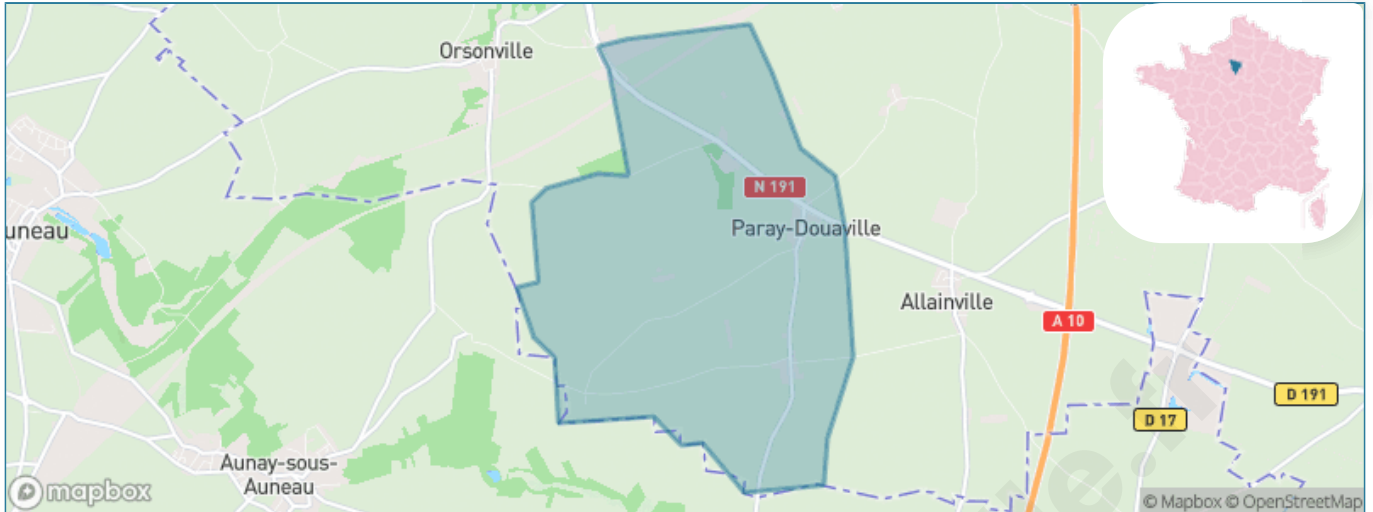 Orsonville
N 191
uneau
Paray-Douaville
Allainville
A 10
D 191
D 17
Aunay-sous-
Auneau
mapbox
© Mapbox © OpenStreetMap